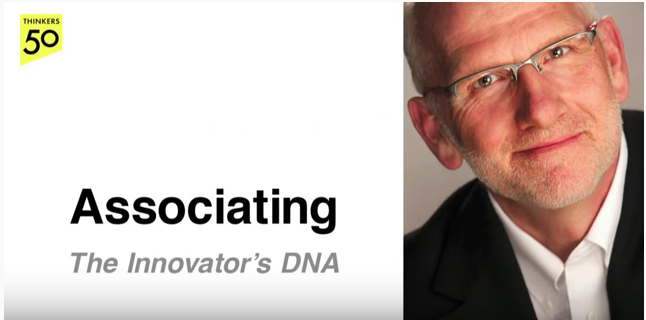 THINKERS
50
Associating
The Innovator's DNA